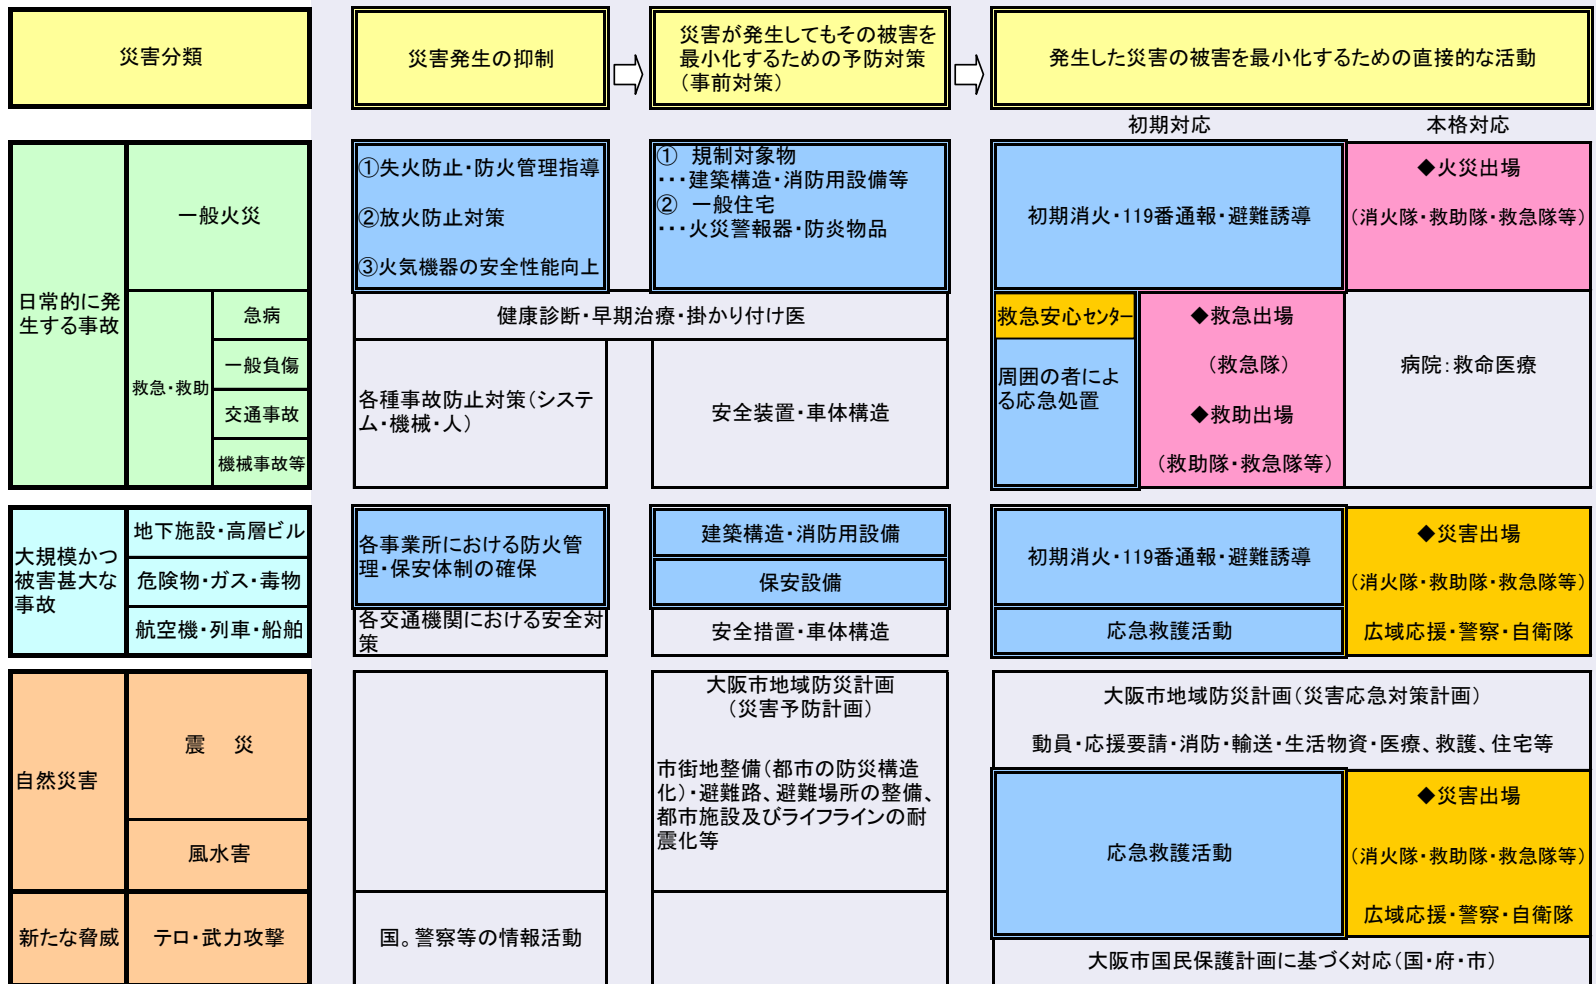 災害分類
災害発生の抑制
災害が発生してもその被害を
最小化するための予防対策
(事前対策)
発生した災害の被害を最小化するための直接的な活動
初期対応
本格対応
日常的に発
生する事故
一般火災
①失火防止・防火管理指導
②放火防止対策
③火気機器の安全性能向上
① 規制対象物
・・・建築構造・消防用設備等
② 一般住宅
・・・火災警報器・防炎物品
初期消火・119番通報・避難誘導
◆火災出場
(消火隊・救助隊・救急隊等)
救急・救助
急病
一般負傷
交通事故
機械事故等
健康診断・早期治療・掛かり付け医
各種事故防止対策(システ
ム・機械・人)
安全装置・車体構造
救急安心センター
周囲の者によ
る応急処置
◆救急出場
(救急隊)
◆救助出場
(救助隊・救急隊等)
病院:救命医療
大規模かつ
被害甚大な
事故
地下施設・高層ビル
危険物・ガス・毒物
航空機・列車・船舶
各事業所における防火管
理・保安体制の確保
各交通機関における安全対
策
建築構造・消防用設備
保安設備
安全措置・車体構造
初期消火・119番通報・避難誘導
応急救護活動
◆災害出場
(消火隊・救助隊・救急隊等)
広域応援・警察・自衛隊
自然災害
震　災
風水害
大阪市地域防災計画
(災害予防計画)
市街地整備(都市の防災構造
化)・避難路、避難場所の整備、
都市施設及びライフラインの耐
震化等
大阪市地域防災計画(災害応急対策計画)
動員・応援要請・消防・輸送・生活物資・医療、救護、住宅等
応急救護活動
◆災害出場
(消火隊・救助隊・救急隊等)
広域応援・警察・自衛隊
新たな脅威
テロ・武力攻撃
国。警察等の情報活動
大阪市国民保護計画に基づく対応(国・府・市)